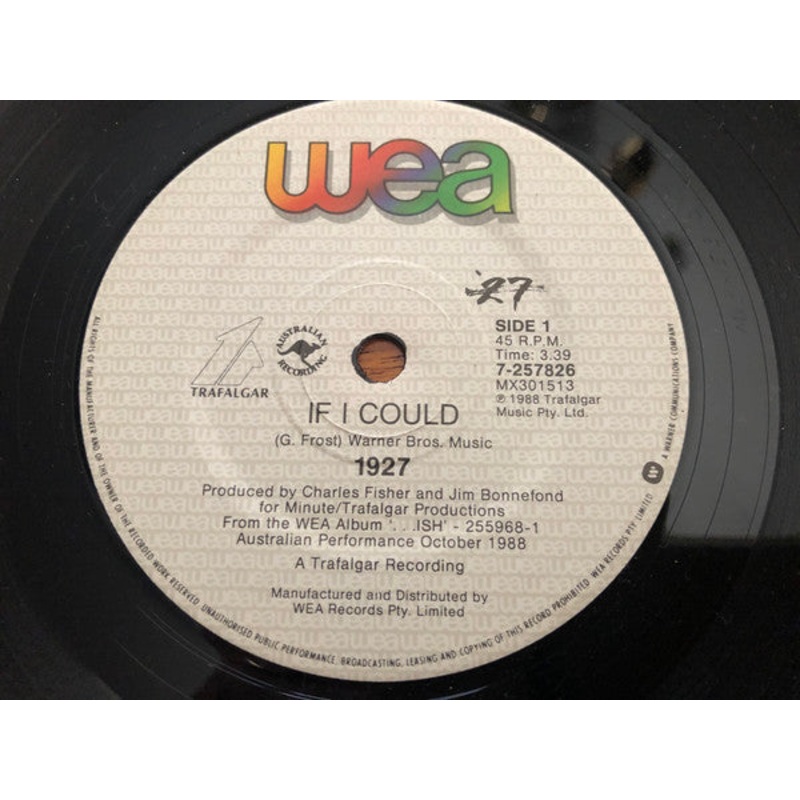 wea
'27
SIDE 1
45 R.P.M.
Time: 3.39
7-257826
MX301513
℗ 1988 Trafalgar
Music Pty. Ltd.
TRAFALGAR
AUSTRALIAN
RECORDING
IF I COULD
(G. Frost) Warner Bros. Music
1927
Produced by Charles Fisher and Jim Bonnefond
for Minute/Trafalgar Productions
From the WEA Album '. . .ISH' - 255968-1
Australian Performance October 1988
A Trafalgar Recording
Manufactured and Distributed by
WEA Records Pty. Limited
ALL RIGHTS OF THE MANUFACTURER AND OF THE OWNER OF THE RECORDED WORK RESERVED. UNAUTHORISED PUBLIC PERFORMANCE, BROADCASTING, LEASING AND COPYING OF THIS RECORD PROHIBITED. WEA RECORDS PTY. LIMITED
A WARNER COMMUNICATIONS COMPANY